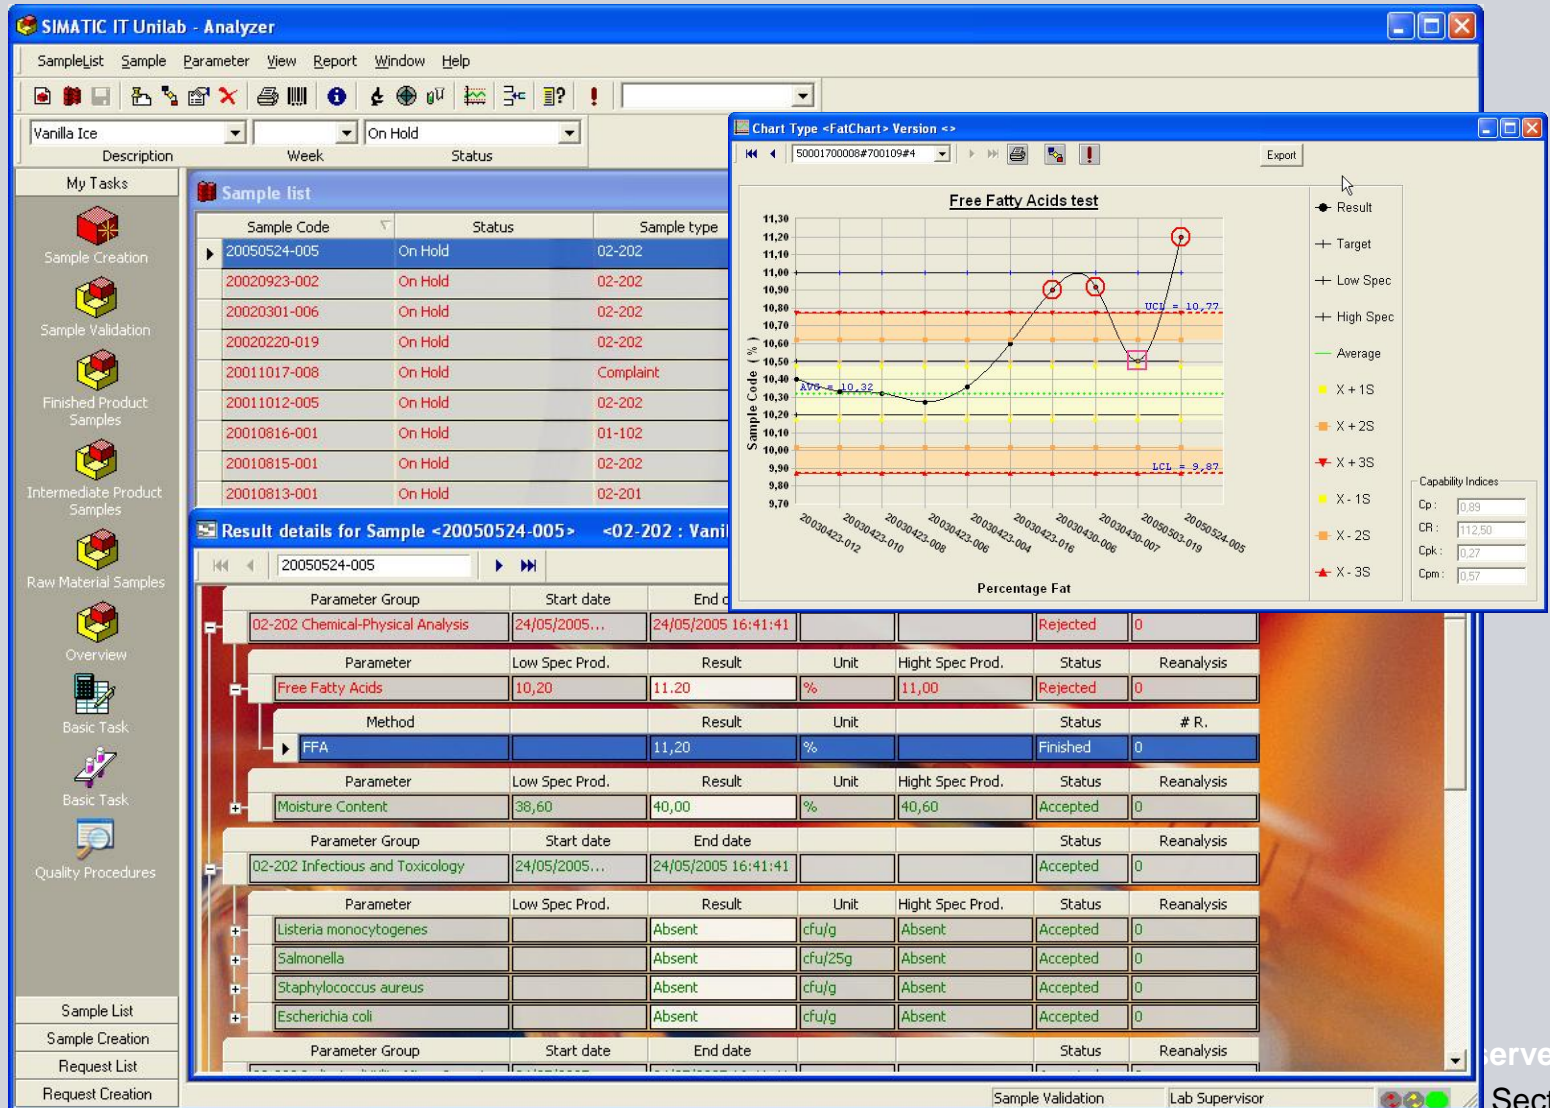 SIMATIC IT Unilab - Analyzer
SampleList Sample Parameter View Report Window Help
Vanilla Ice On Hold
Description Week Status
My Tasks
Sample Creation
Sample Validation
Finished Product
Samples
Intermediate Product
Samples
Raw Material Samples
Overview
Basic Task
Basic Task
Quality Procedures
Sample List
Sample Creation
Request List
Request Creation
Sample list
Sample Code Status Sample type
20050524-005 On Hold 02-202
20020923-002 On Hold 02-202
20020301-006 On Hold 02-202
20020220-019 On Hold 02-202
20011017-008 On Hold Complaint
20011012-005 On Hold 02-202
20010816-001 On Hold 01-102
20010815-001 On Hold 02-202
20010813-001 On Hold 02-201
Chart Type <FatChart> Version <>
50001700008#700109#4 Export
Free Fatty Acids test
11,30
11,20
11,10
11,00
10,90
10,80
10,70
10,60
10,50
10,40
10,30
10,20
10,10
10,00
9,90
9,80
9,70
Sample Code (%)
UCL = 10,77
AVG = 10,32
LCL = 9,87
20030423-012
20030423-010
20030423-008
20030423-006
20030423-004
20030423-016
20030430-006
20030430-007
20050503-019
20050524-005
Percentage Fat
Result
Target
Low Spec
High Spec
Average
X + 1S
X + 2S
X + 3S
X - 1S
X - 2S
X - 3S
Capability Indices
Cp : 0,89
CR : 112,50
Cpk : 0,27
Cpm : 0,57
Result details for Sample <20050524-005> <02-202 : Vanil
20050524-005
Parameter Group Start date End d
02-202 Chemical-Physical Analysis 24/05/2005... 24/05/2005 16:41:41 Rejected 0
Parameter Low Spec Prod. Result Unit Hight Spec Prod. Status Reanalysis
Free Fatty Acids 10,20 11.20 % 11,00 Rejected 0
Method Result Unit Status # R.
FFA 11,20 % Finished 0
Parameter Low Spec Prod. Result Unit Hight Spec Prod. Status Reanalysis
Moisture Content 38,60 40,00 % 40,60 Accepted 0
Parameter Group Start date End date Status Reanalysis
02-202 Infectious and Toxicology 24/05/2005... 24/05/2005 16:41:41 Accepted 0
Parameter Low Spec Prod. Result Unit Hight Spec Prod. Status Reanalysis
Listeria monocytogenes Absent cfu/g Absent Accepted 0
Salmonella Absent cfu/25g Absent Accepted 0
Staphylococcus aureus Absent cfu/g Absent Accepted 0
Escherichia coli Absent cfu/g Absent Accepted 0
Parameter Group Start date End date Status Reanalysis
Sample Validation Lab Supervisor
serve
Sect